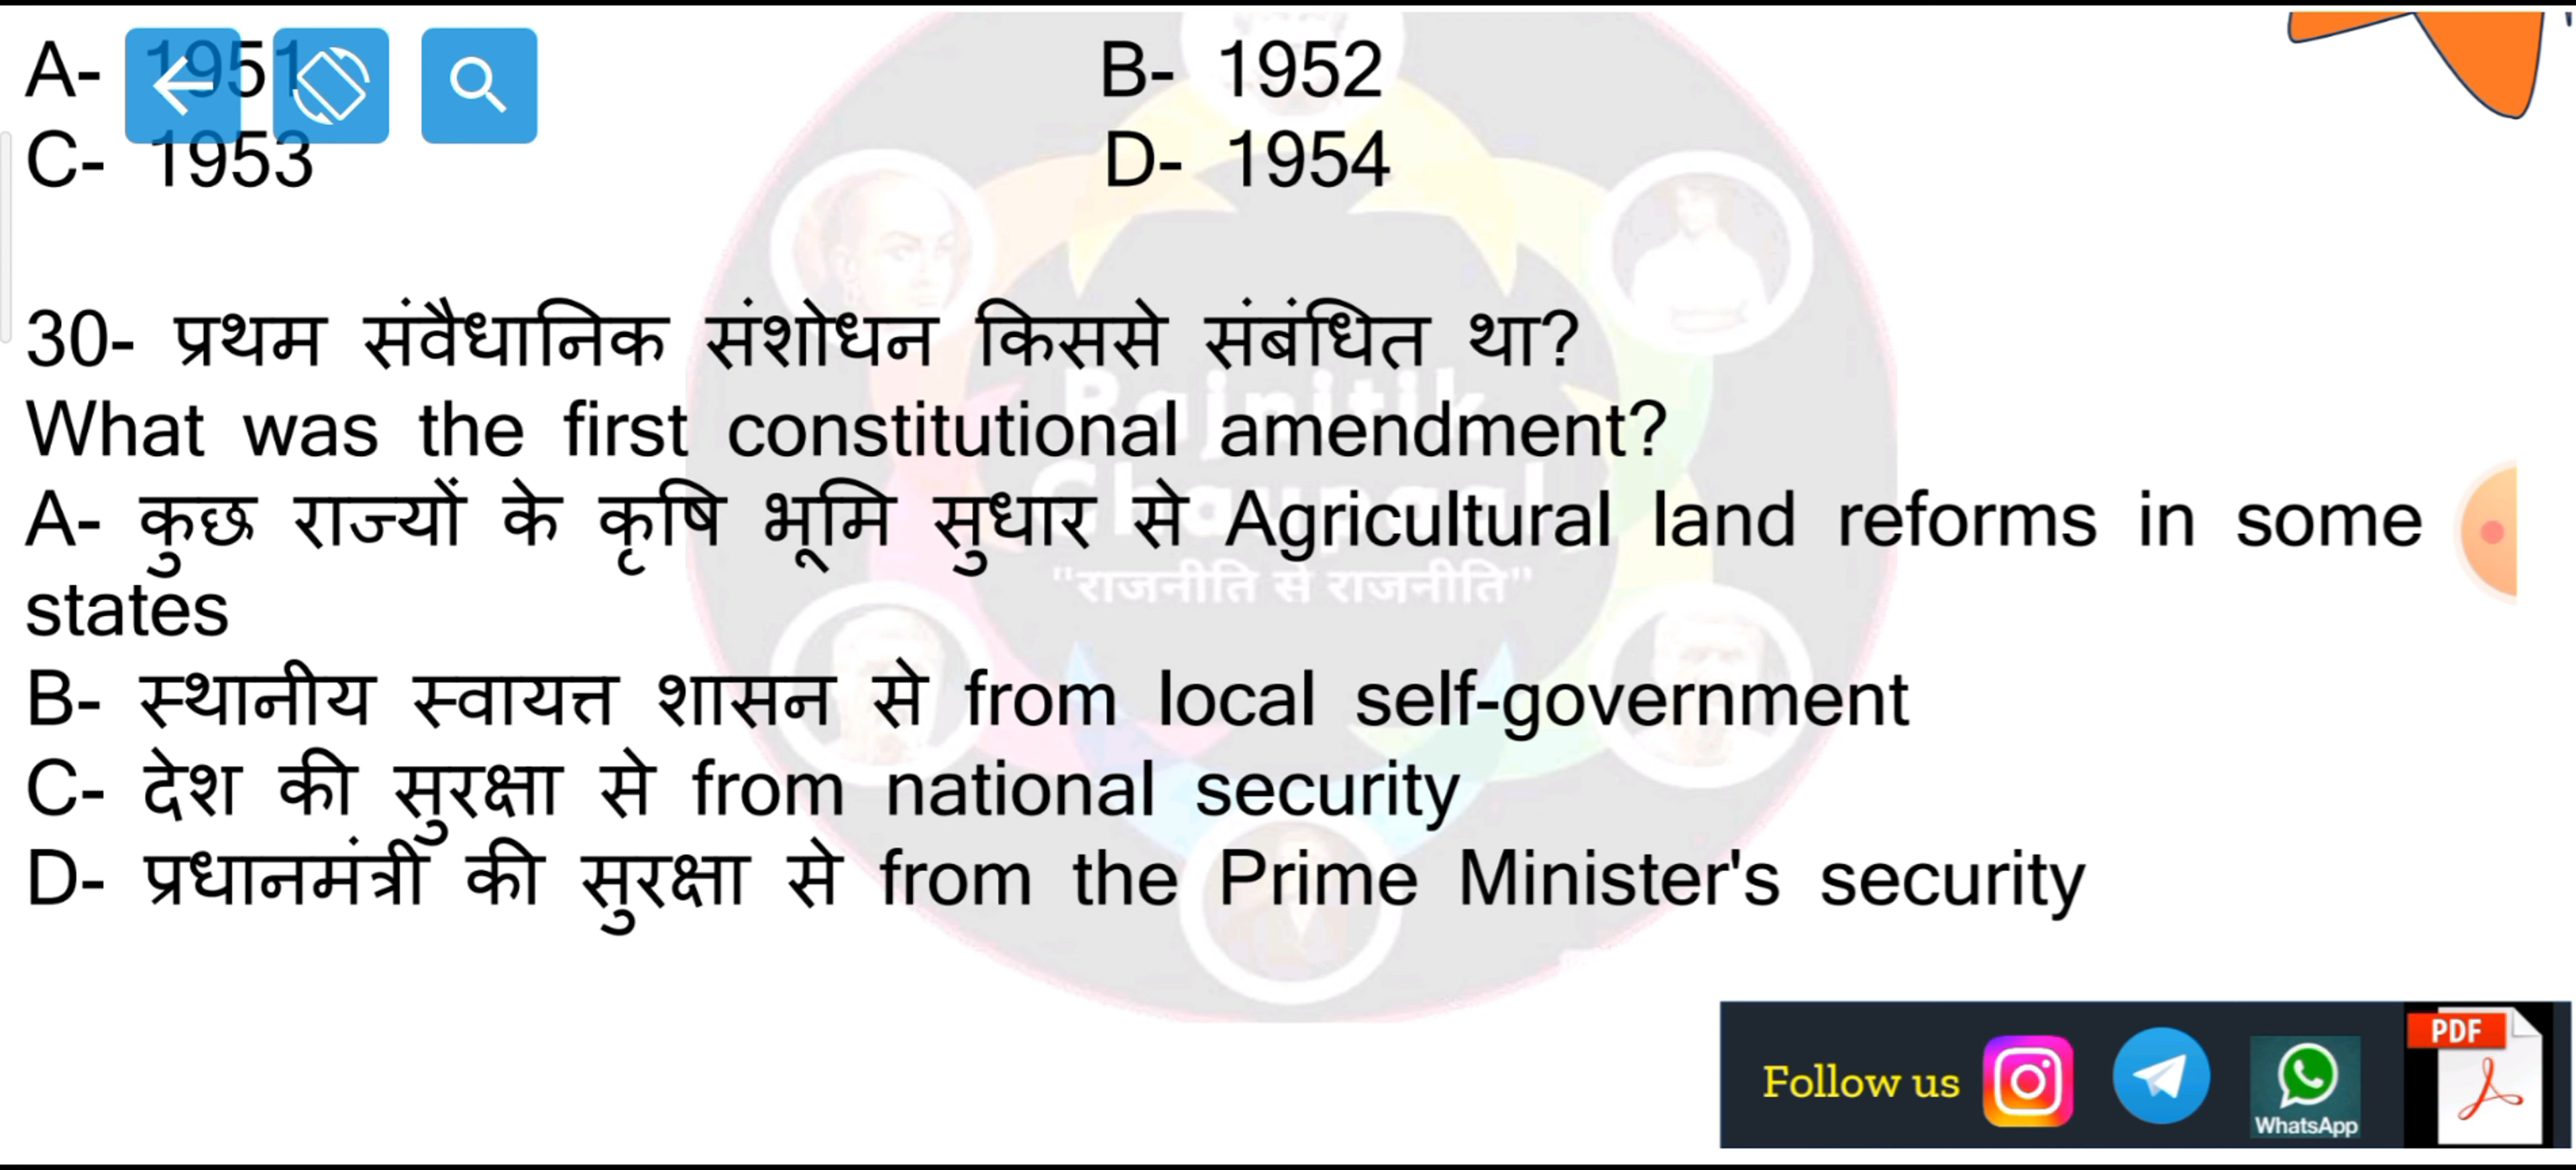 A- 1951 B- 1952
C- 1953 D- 1954
30- प्रथम संवैधानिक संशोधन किससे संबंधित था?
What was the first constitutional amendment?
A- कुछ राज्यों के कृषि भूमि सुधार से Agricultural land reforms in some
states
B- स्थानीय स्वायत्त शासन से from local self-government
C- देश की सुरक्षा से from national security
D- प्रधानमंत्री की सुरक्षा से from the Prime Minister's security
Rajnitik
Chaupaal
"राजनीति से राजनीति"
Follow us
WhatsApp
PDF